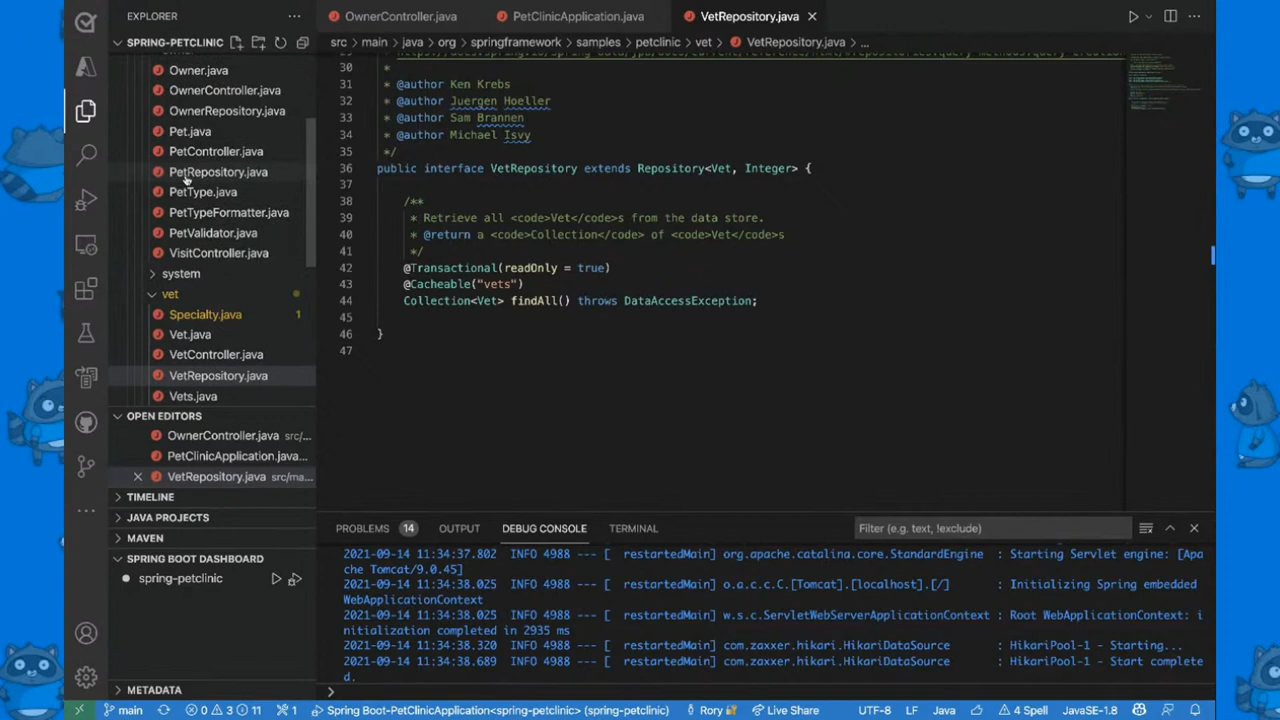 EXPLORER
OwnerController.java
PetClinicApplication.java
VetRepository.java
SPRING-PETCLINIC
src > main > java > org > springframework > samples > petclinic > vet > VetRepository.java > ...
Owner.java
OwnerController.java
OwnerRepository.java
Pet.java
PetController.java
PetRepository.java
PetType.java
PetTypeFormatter.java
PetValidator.java
VisitController.java
system
vet
Specialty.java 1
Vet.java
VetController.java
VetRepository.java
Vets.java
OPEN EDITORS
OwnerController.java src/...
PetClinicApplication.java...
VetRepository.java src/ma...
TIMELINE
JAVA PROJECTS
MAVEN
SPRING BOOT DASHBOARD
spring-petclinic
METADATA
30 *
31 * @author Ken Krebs
32 * @author Juergen Hoeller
33 * @author Sam Brannen
34 * @author Michael Isvy
35 */
36 public interface VetRepository extends Repository<Vet, Integer> {
37
38 /**
39 * Retrieve all <code>Vet</code>s from the data store.
40 * @return a <code>Collection</code> of <code>Vet</code>s
41 */
42 @Transactional(readOnly = true)
43 @Cacheable("vets")
44 Collection<Vet> findAll() throws DataAccessException;
45
46 }
47
PROBLEMS 14 OUTPUT DEBUG CONSOLE TERMINAL Filter (e.g. text, !exclude)
2021-09-14 11:34:37.802 INFO 4988 --- [ restartedMain] org.apache.catalina.core.StandardEngine : Starting Servlet engine: [Apa
che Tomcat/9.0.45]
2021-09-14 11:34:38.025 INFO 4988 --- [ restartedMain] o.a.c.c.C.[Tomcat].[localhost].[/] : Initializing Spring embedded
WebApplicationContext
2021-09-14 11:34:38.025 INFO 4988 --- [ restartedMain] w.s.c.ServletWebServerApplicationContext : Root WebApplicationContext: i
nitialization completed in 2935 ms
2021-09-14 11:34:38.320 INFO 4988 --- [ restartedMain] com.zaxxer.hikari.HikariDataSource : HikariPool-1 - Starting...
2021-09-14 11:34:38.689 INFO 4988 --- [ restartedMain] com.zaxxer.hikari.HikariDataSource : HikariPool-1 - Start complete
d.
main 0 3 11 1 Spring Boot-PetClinicApplication<spring-petclinic> (spring-petclinic) Rory Live Share UTF-8 LF Java JavaSE-1.8 4 Spell